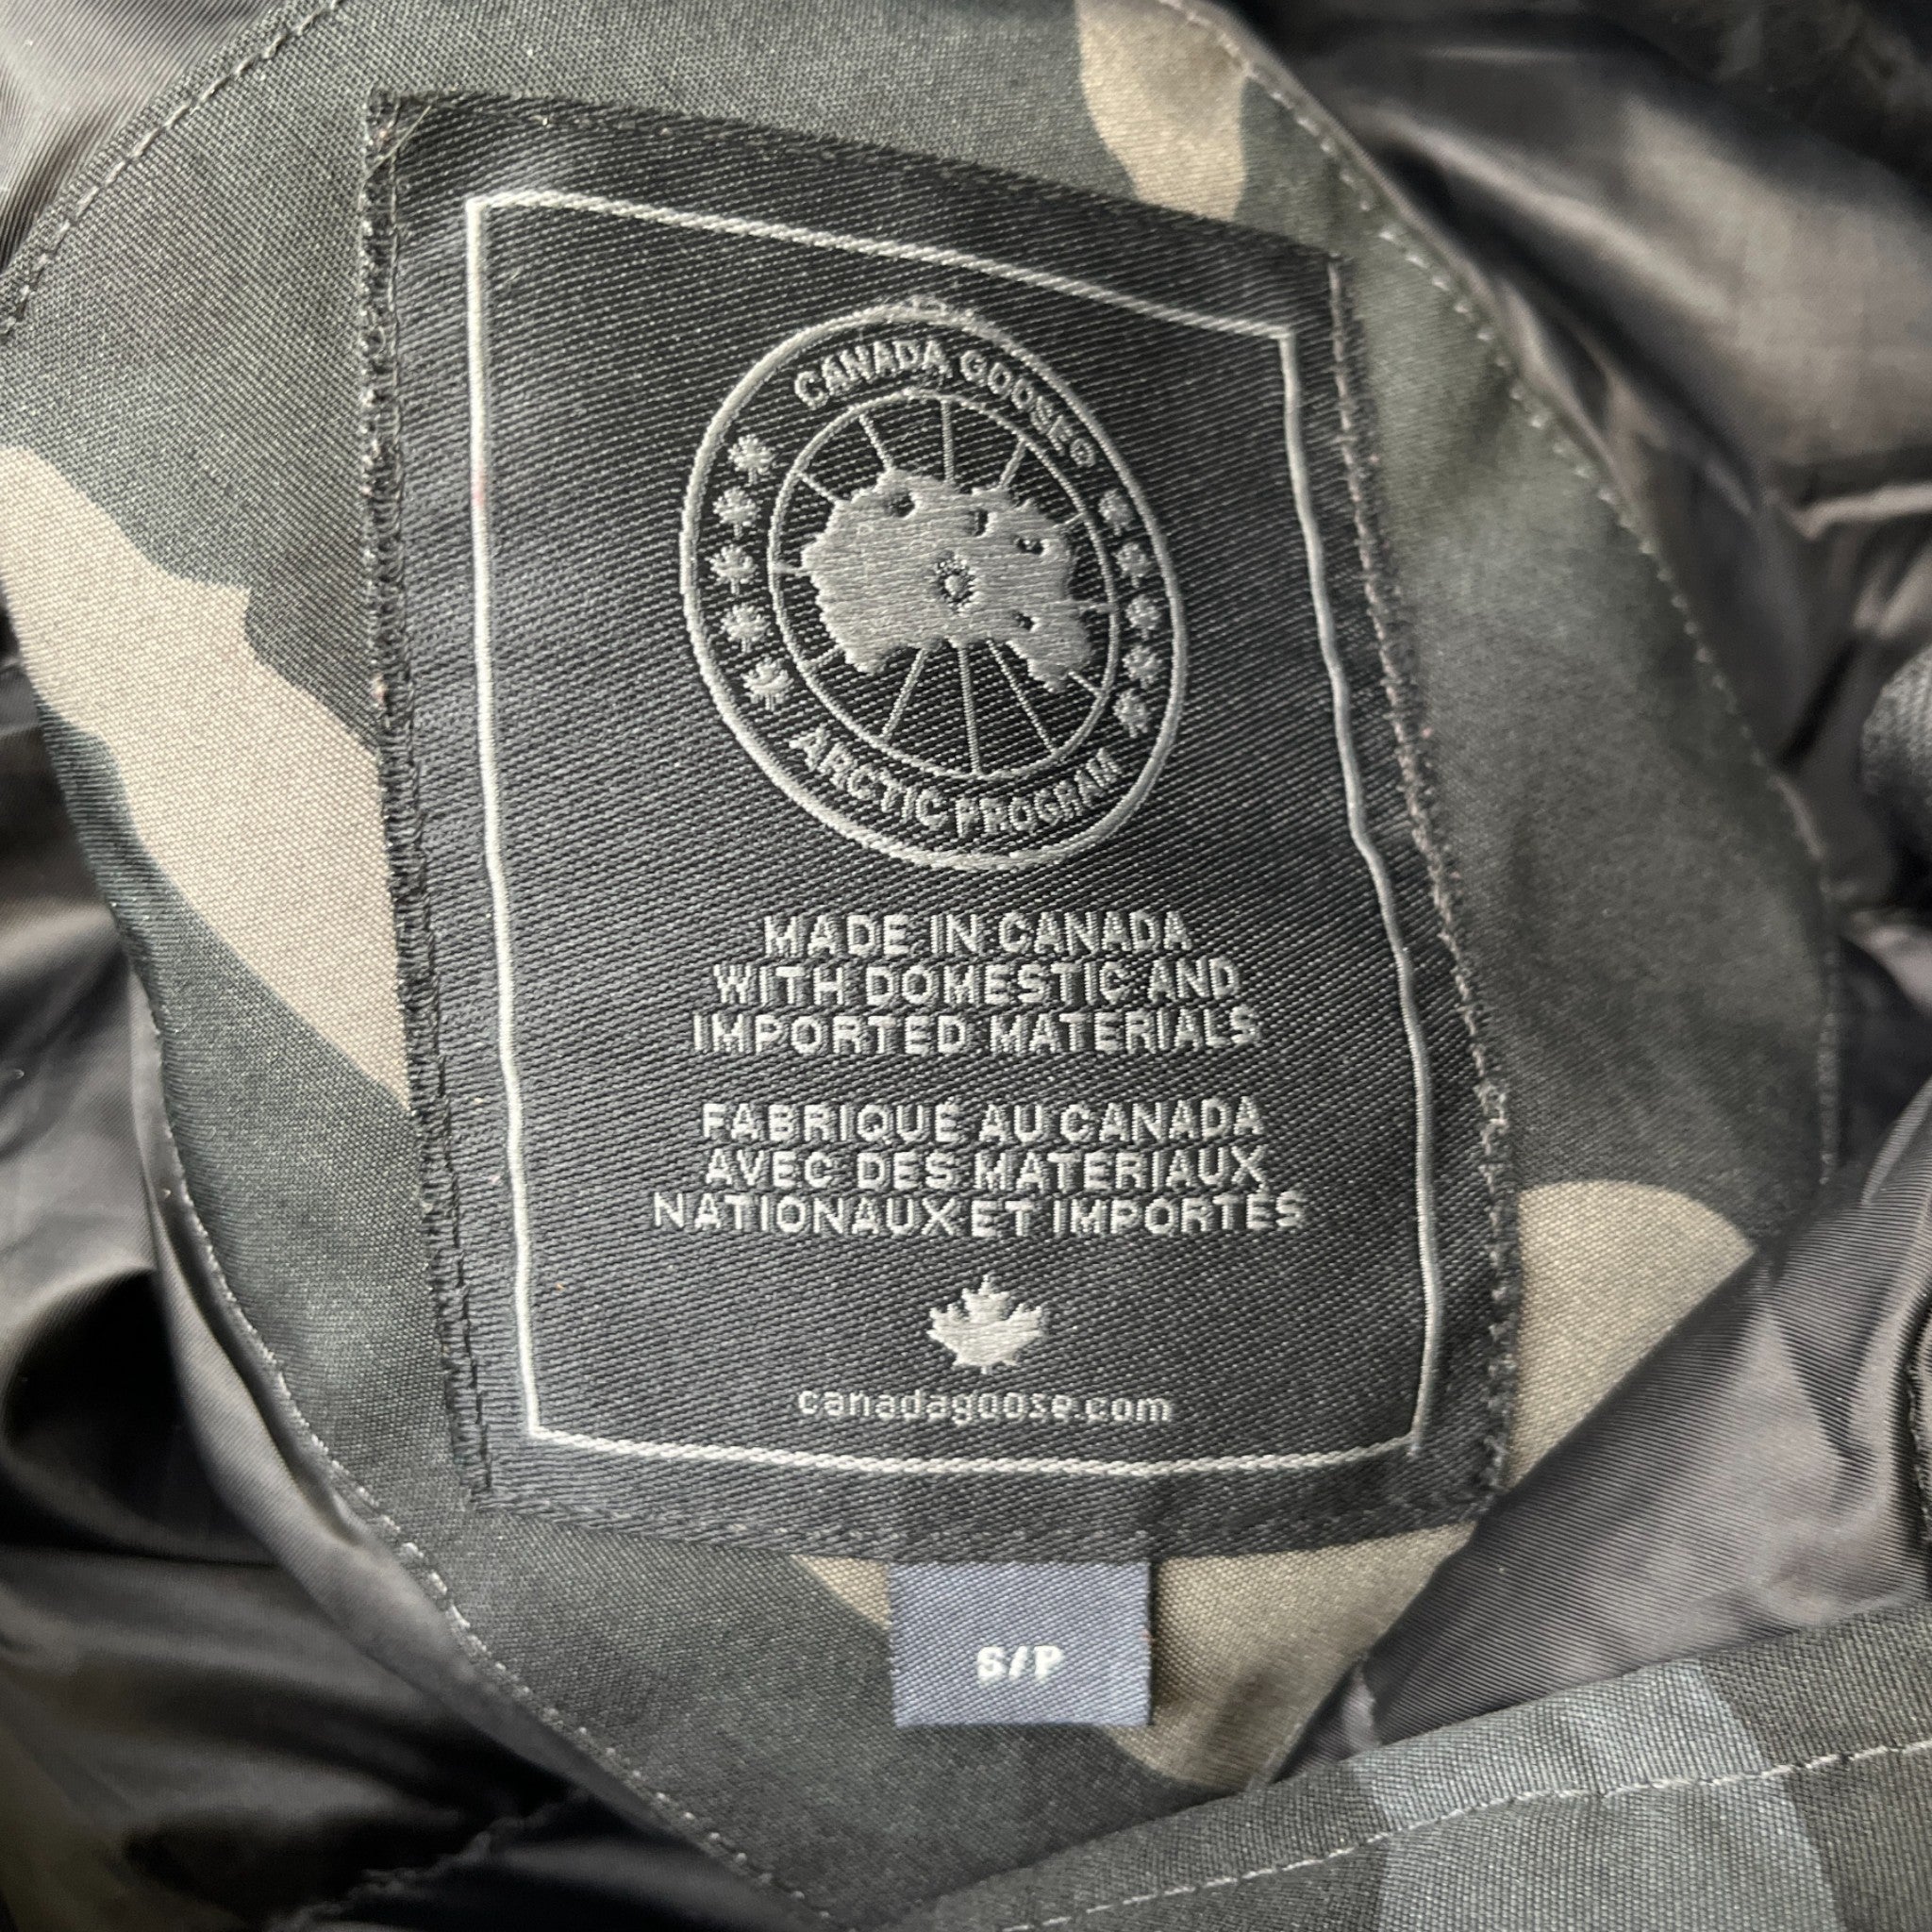 CANADA GOOSE®
ARCTIC PROGRAM
MADE IN CANADA
WITH DOMESTIC AND
IMPORTED MATERIALS
FABRIQUÉ AU CANADA
AVEC DES MATERIAUX
NATIONAUX ET IMPORTÉS
canadagoose.com
S/P